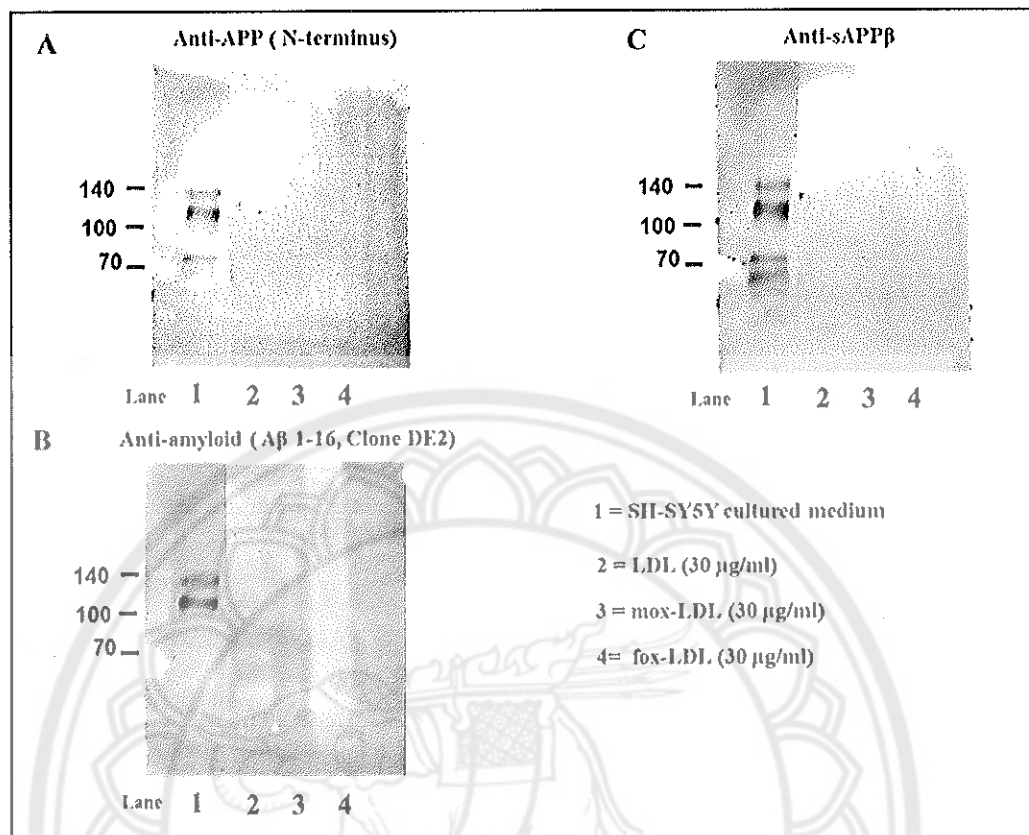 A
Anti-APP ( N-terminus)
140
100
70
Lane 1 2 3 4
B
Anti-amyloid ( Aβ 1-16, Clone DE2)
140
100
70
Lane 1 2 3 4
C
Anti-sAPPβ
140
100
70
Lane 1 2 3 4
1 = SH-SY5Y cultured medium
2 = LDL (30 µg/ml)
3 = mox-LDL (30 µg/ml)
4= fox-LDL (30 µg/ml)